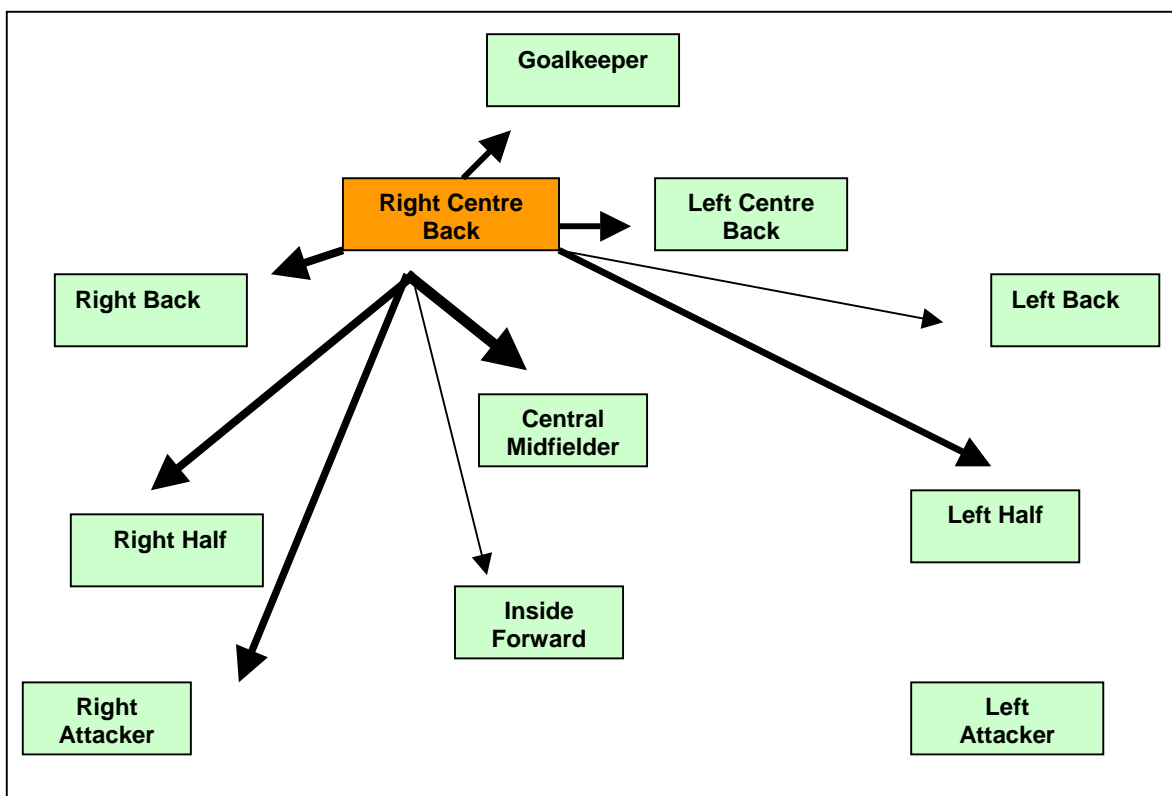 Goalkeeper
Right Centre
Back
Left Centre
Back
Right Back
Left Back
Central
Midfielder
Right Half
Left Half
Inside
Forward
Right
Attacker
Left
Attacker